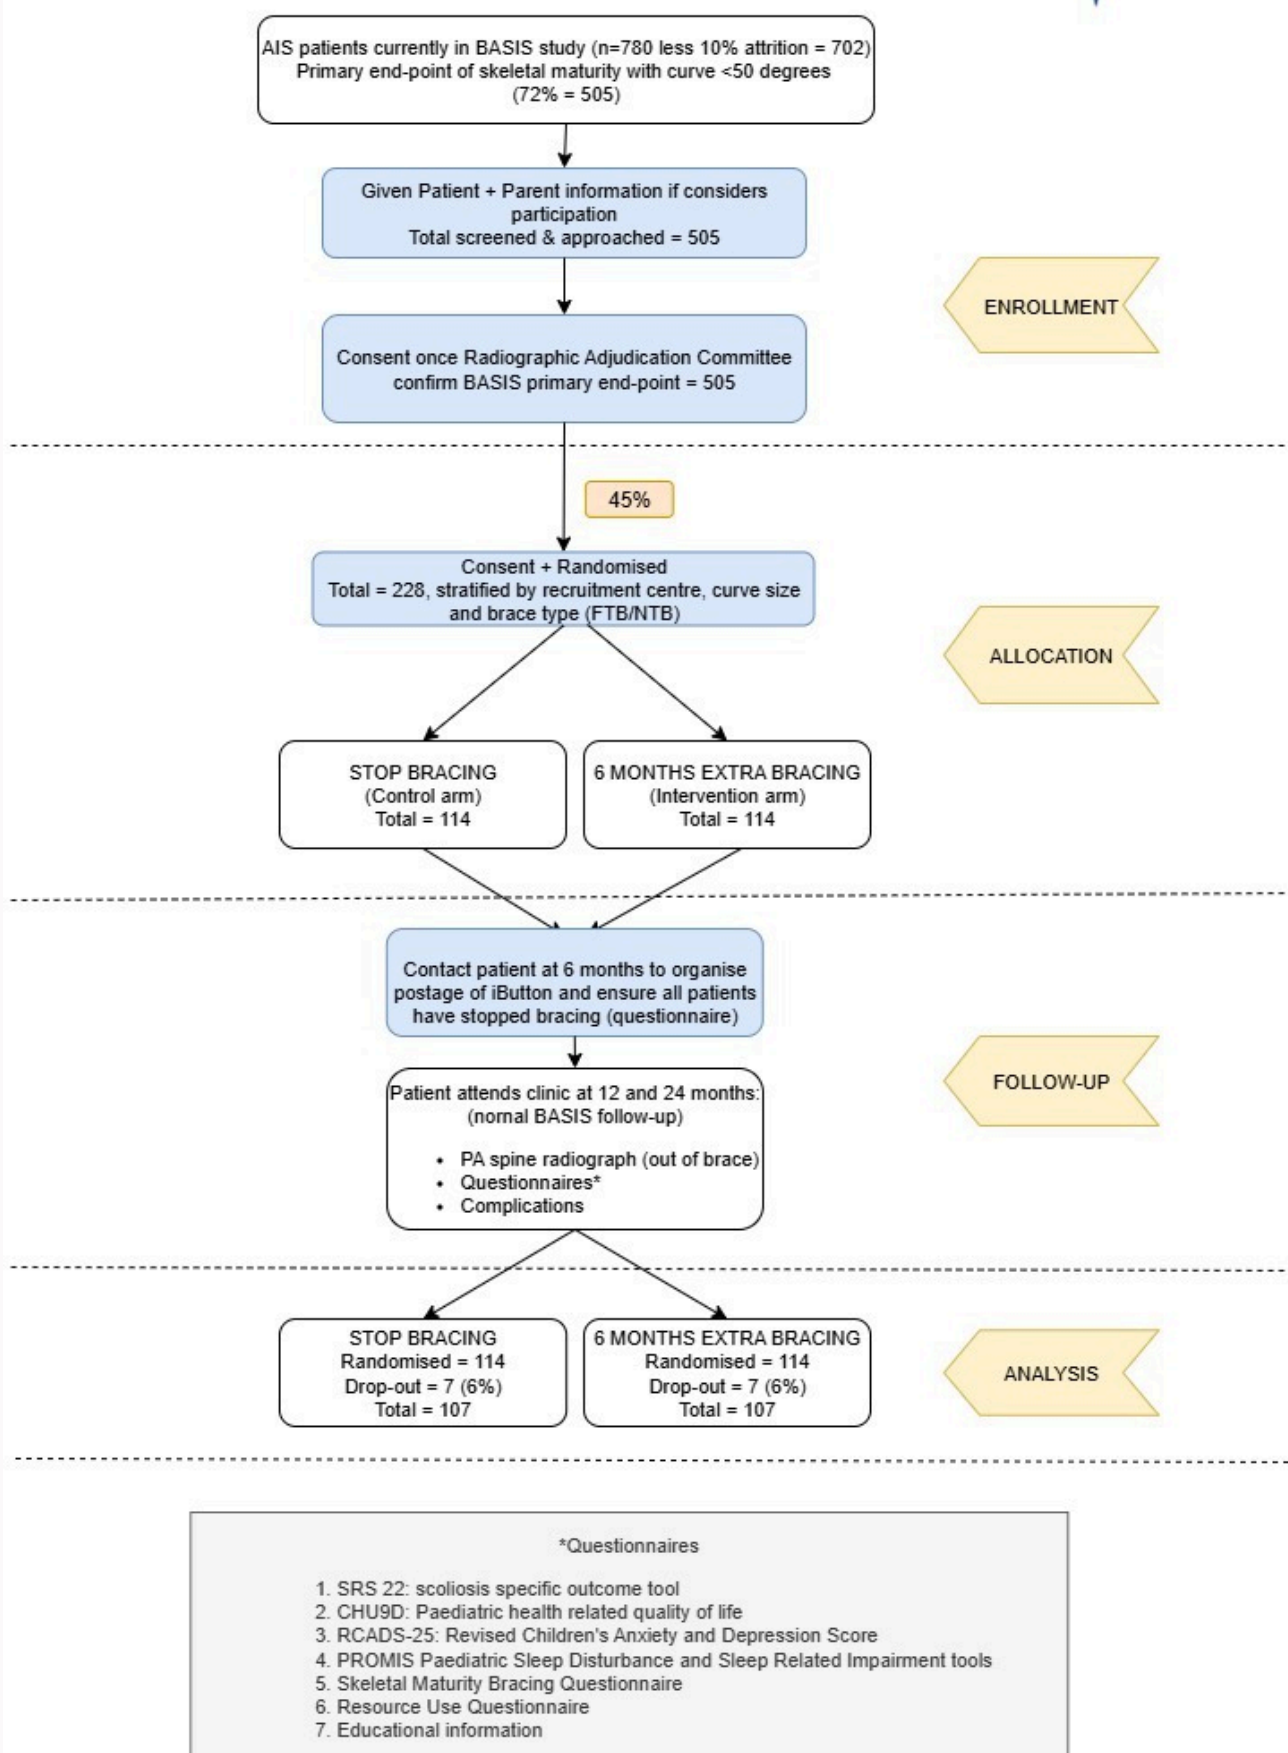 AIS patients currently in BASIS study (n=780 less 10% attrition = 702)
Primary end-point of skeletal maturity with curve <50 degrees
(72% = 505)
Given Patient + Parent information if considers
participation
Total screened & approached = 505
ENROLLMENT
Consent once Radiographic Adjudication Committee
confirm BASIS primary end-point = 505
45%
Consent + Randomised
Total = 228, stratified by recruitment centre, curve size
and brace type (FTB/NTB)
ALLOCATION
STOP BRACING
(Control arm)
Total = 114
6 MONTHS EXTRA BRACING
(Intervention arm)
Total = 114
Contact patient at 6 months to organise
postage of iButton and ensure all patients
have stopped bracing (questionnaire)
FOLLOW-UP
Patient attends clinic at 12 and 24 months:
(nornal BASIS follow-up)
• PA spine radiograph (out of brace)
• Questionnaires*
• Complications
STOP BRACING
Randomised = 114
Drop-out = 7 (6%)
Total = 107
6 MONTHS EXTRA BRACING
Randomised = 114
Drop-out = 7 (6%)
Total = 107
ANALYSIS
*Questionnaires
1. SRS 22: scoliosis specific outcome tool
2. CHU9D: Paediatric health related quality of life
3. RCADS-25: Revised Children's Anxiety and Depression Score
4. PROMIS Paediatric Sleep Disturbance and Sleep Related Impairment tools
5. Skeletal Maturity Bracing Questionnaire
6. Resource Use Questionnaire
7. Educational information